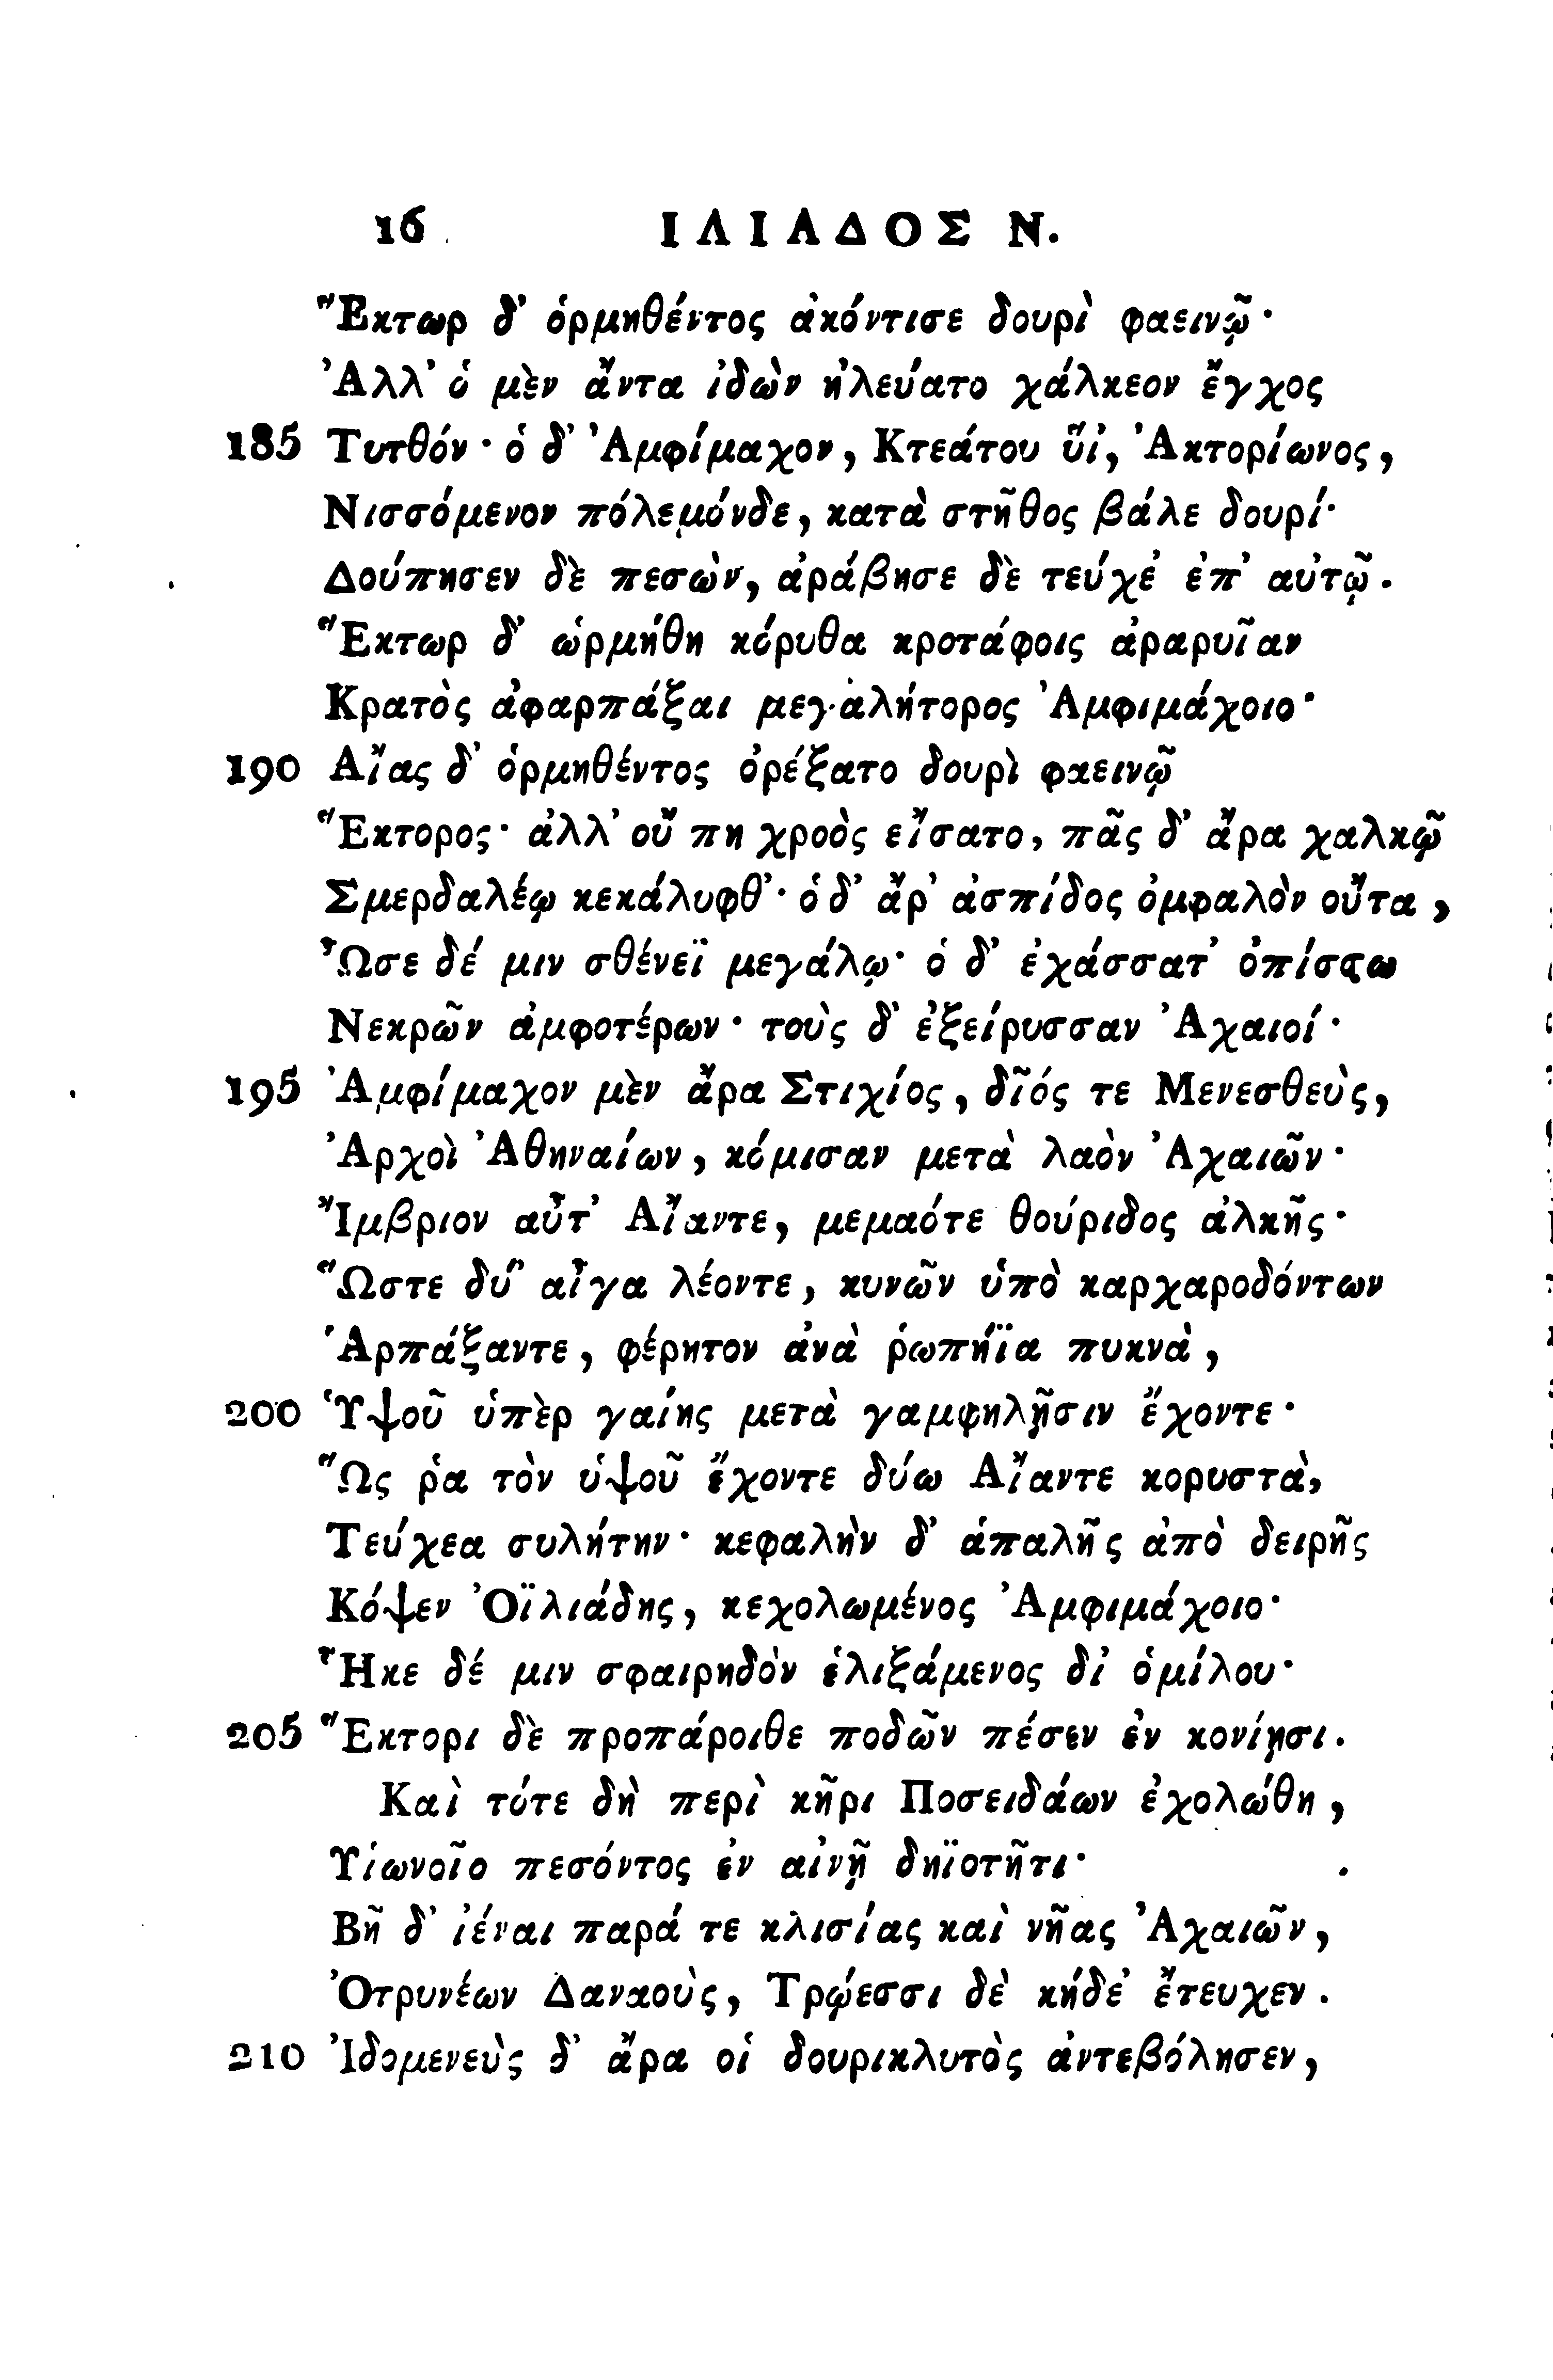 16 ΙΛΙΑΔΟΣ Ν.
Ἕκτωρ δ' ὁρμηθέντος ἀκόντισε δουρὶ φαεινῷ·
Ἀλλ' ὁ μὲν ἄντα ἰδὼν ἠλεύατο χάλκεον ἔγχος
185 Τυτθόν· ὁ δ' Ἀμφίμαχον, Κτεάτου ὗϊ, Ἀκτορίωνος,
Νισσόμενον πόλεμόνδε, κατὰ στῆθος βάλε δουρί·
Δούπησεν δὲ πεσὼν, ἀράβησε δὲ τεύχἐ ἐπ' αὐτῷ.
Ἕκτωρ δ' ὡρμήθη κόρυθα κροτάφοις ἀραρυῖαν
Κρατὸς ἀφαρπάξαι μεγαλήτορος Ἀμφιμάχοιο·
190 Αἴας δ' ὁρμηθέντος ὀρέξατο δουρὶ φαεινῷ
Ἕκτορος· ἀλλ' οὔ πη χροὸς εἴσατο, πᾶς δ' ἄρα χαλκῷ
Σμερδαλέῳ κεκάλυφθ'· ὁ δ' ἄρ' ἀσπίδος ὀμφαλὸν οὖτα,
Ὦσε δέ μιν σθένεϊ μεγάλῳ· ὁ δ' ἐχάσσατ' ὀπίσσω
Νεκρῶν ἀμφοτέρων· τοὺς δ' ἐξείρυσσαν Ἀχαιοί·
195 Ἀμφίμαχον μὲν ἄρα Στιχίος, δῖός τε Μενεσθεὺς,
Ἀρχοὶ Ἀθηναίων, κόμισαν μετὰ λαὸν Ἀχαιῶν·
Ἴμβριον αὖτ' Αἴαντε, μεμαότε θούριδος ἀλκῆς·
Ὥστε δύ' αἶγα λέοντε, κυνῶν ὑπὸ καρχαροδόντων
Ἁρπάξαντε, φέρητον ἀνὰ ῥωπήϊα πυκνὰ,
200 Ὑψοῦ ὑπὲρ γαίης μετὰ γαμφηλῇσιν ἔχοντε·
Ὥς ῥα τὸν ὑψοῦ ἔχοντε δύω Αἴαντε κορυστὰ,
Τεύχεα συλήτην· κεφαλὴν δ' ἁπαλῆς ἀπὸ δειρῆς
Κόψεν Ὀϊλιάδης, κεχολωμένος Ἀμφιμάχοιο·
Ἧκε δέ μιν σφαιρηδὸν ἑλιξάμενος δι' ὁμίλου·
205 Ἕκτορι δὲ προπάροιθε ποδῶν πέσεν ἐν κονίῃσι.
Καὶ τότε δὴ περὶ κῆρι Ποσειδάων ἐχολώθη,
Υἱωνοῖο πεσόντος ἐν αἰνῇ δηϊοτῆτι·
Βῆ δ' ἰέναι παρά τε κλισίας καὶ νῆας Ἀχαιῶν,
Ὀτρυνέων Δαναοὺς, Τρῴεσσι δὲ κήδἐ ἔτευχεν.
210 Ἰδομενεὺς δ' ἄρα οἱ δουρικλυτὸς ἀντεβόλησεν,